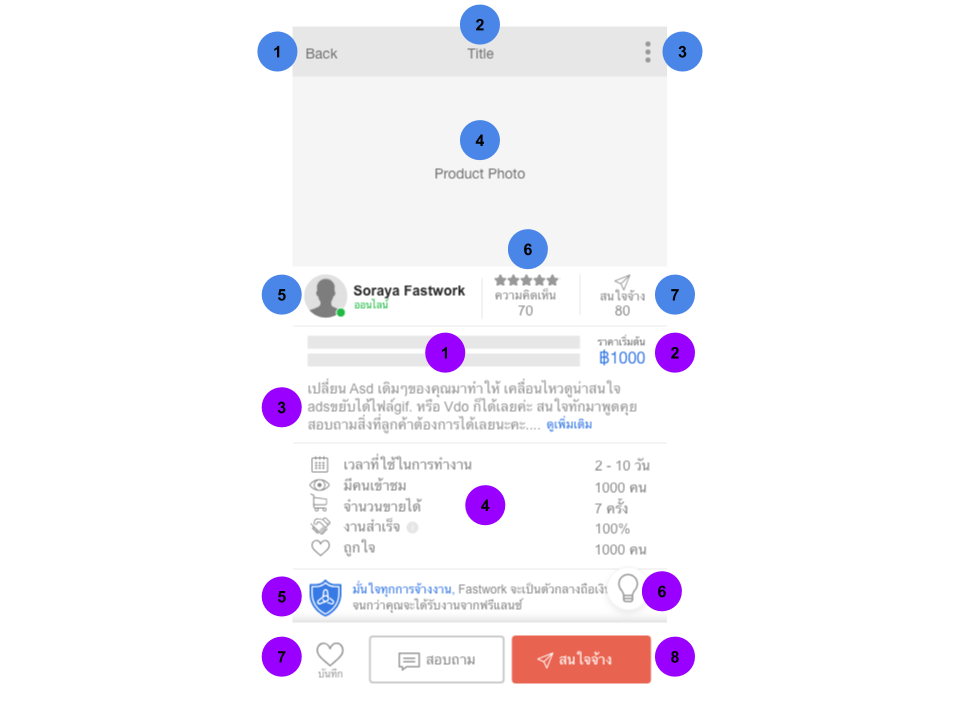 2
1
Back
Title
3
4
Product Photo
6
5
Soraya Fastwork
ออนไลน์
ความคิดเห็น
70
สนใจจ้าง
80
7
1
ราคาเริ่มต้น
฿1000
2
3
เปลี่ยน Asd เดิมๆของคุณมาทำให้ เคลื่อนไหวดูน่าสนใจ
adsขยับได้ไฟล์gif. หรือ Vdo ก็ได้เลยค่ะ สนใจทักมาพูดคุย
สอบถามสิ่งที่ลูกค้าต้องการได้เลยนะคะ.... ดูเพิ่มเติม
เวลาที่ใช้ในการทำงาน 2 - 10 วัน
มีคนเข้าชม 1000 คน
จำนวนขายได้ 7 ครั้ง
4
งานสำเร็จ 100%
ถูกใจ 1000 คน
5
มั่นใจทุกการจ้างงาน, Fastwork จะเป็นตัวกลางถือเงิ
จนกว่าคุณจะได้รับงานจากฟรีแลนซ์
6
7
บันทึก
สอบถาม
สนใจจ้าง
8